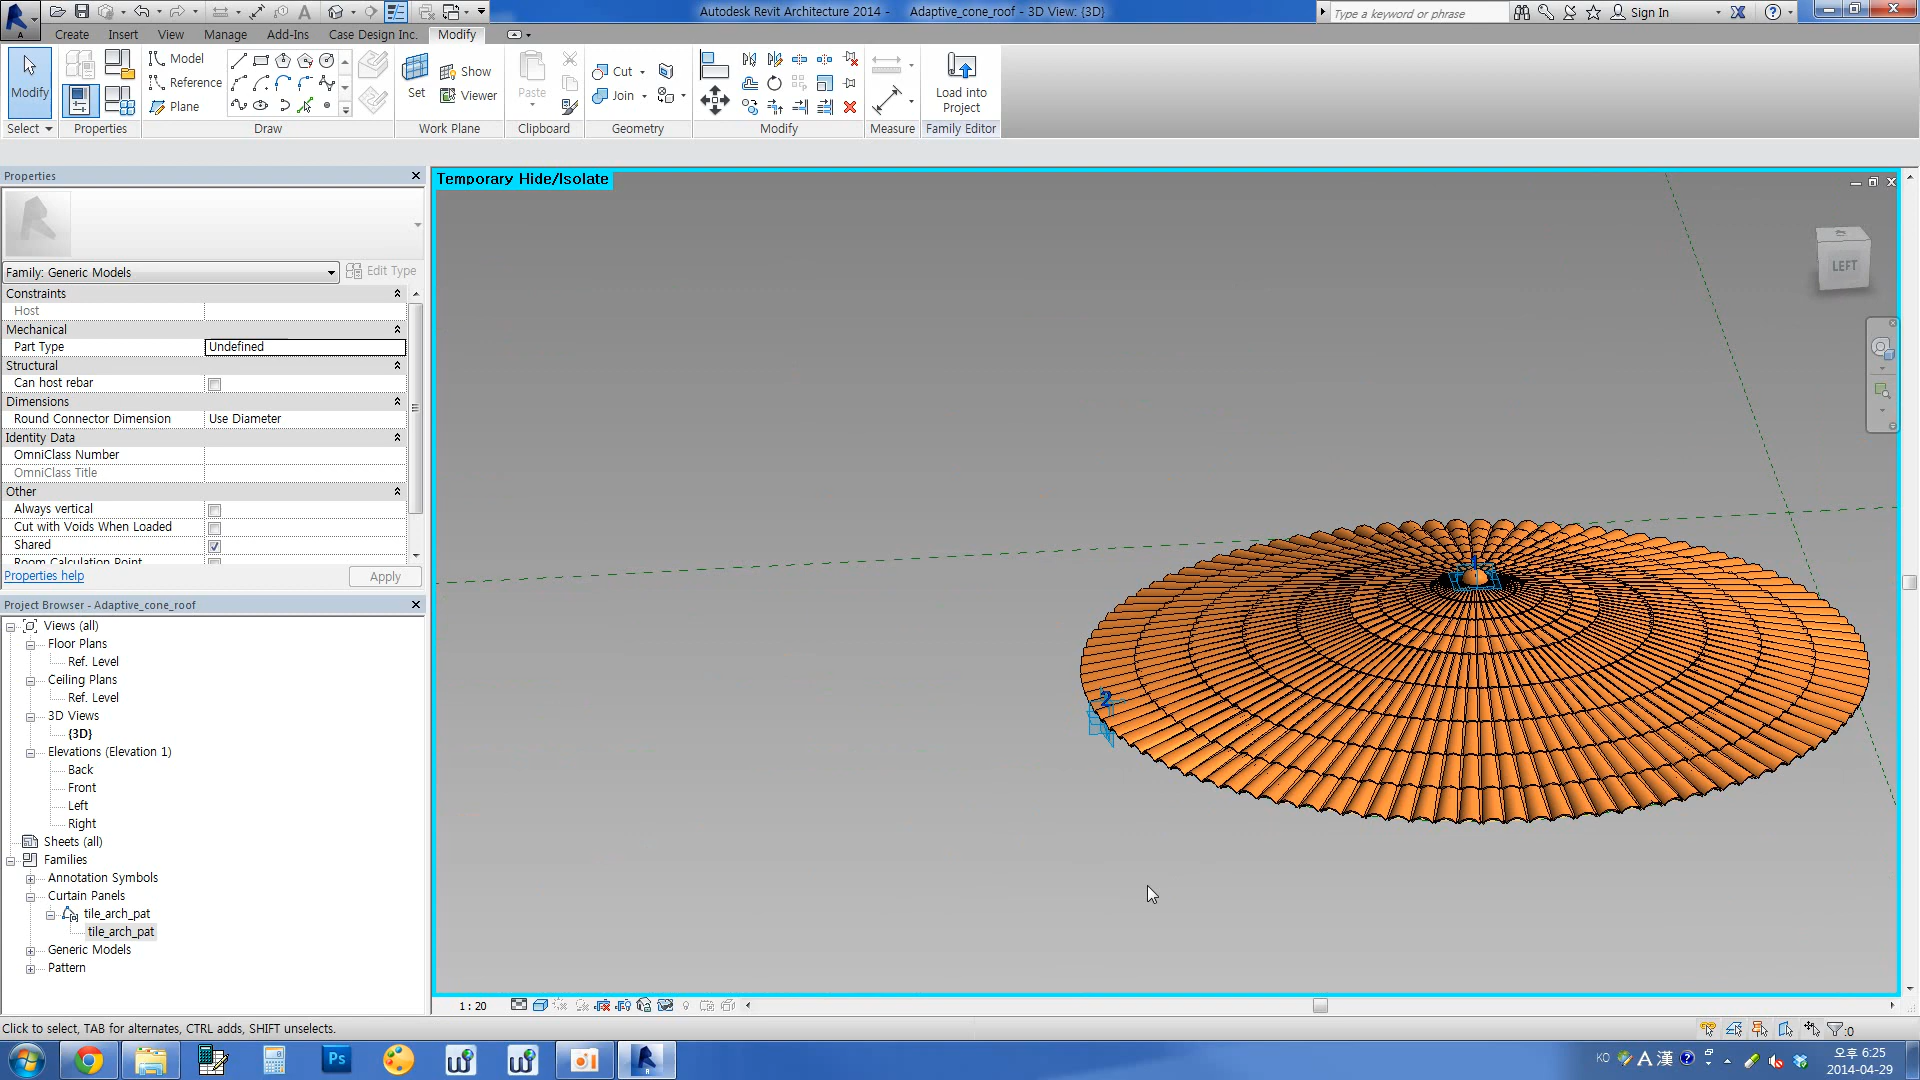 Autodesk Revit Architecture 2014 - Adaptive_cone_roof - 3D View: {3D}
Type a keyword or phrase
Sign In
Create Insert View Manage Add-Ins Case Design Inc. Modify
Modify
Model
Reference
Plane
Set
Show
Viewer
Paste
Cut
Join
Load into
Project
Select Properties Draw Work Plane Clipboard Geometry Modify Measure Family Editor
Properties
Family: Generic Models
Edit Type
Constraints
Host
Mechanical
Part Type Undefined
Structural
Can host rebar
Dimensions
Round Connector Dimension Use Diameter
Identity Data
OmniClass Number
OmniClass Title
Other
Always vertical
Cut with Voids When Loaded
Shared
Room Calculation Point
Properties help
Apply
Project Browser - Adaptive_cone_roof
Views (all)
Floor Plans
Ref. Level
Ceiling Plans
Ref. Level
3D Views
{3D}
Elevations (Elevation 1)
Back
Front
Left
Right
Sheets (all)
Families
Annotation Symbols
Curtain Panels
tile_arch_pat
tile_arch_pat
Generic Models
Pattern
Temporary Hide/Isolate
LEFT
2
1 : 20
Click to select, TAB for alternates, CTRL adds, SHIFT unselects.
:0
Ps
KO A 漢
오후 6:25
2014-04-29